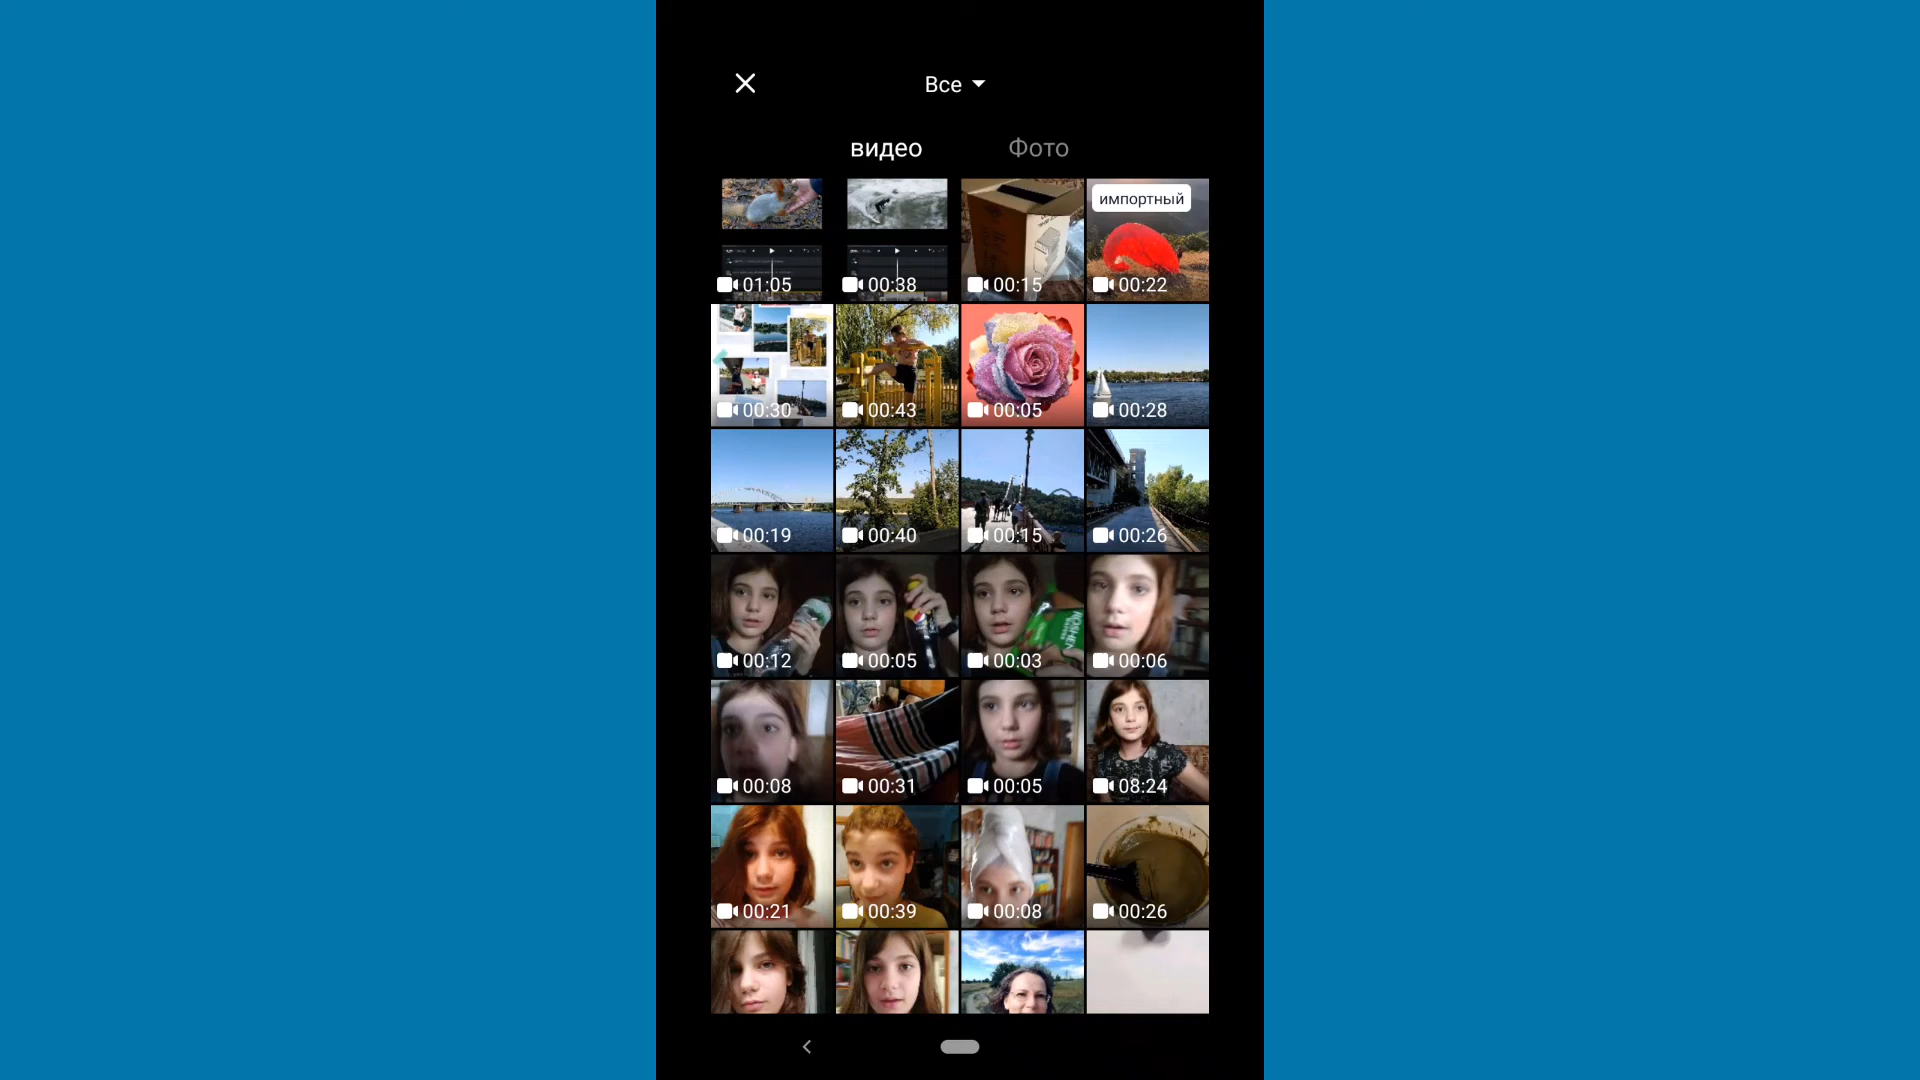 Все
видео Фото
импортный
01:05 00:38 00:15 00:22
00:30 00:43 00:05 00:28
00:19 00:40 00:15 00:26
00:12 00:05 00:03 00:06
ROSHEN
00:08 00:31 00:05 08:24
00:21 00:39 00:08 00:26